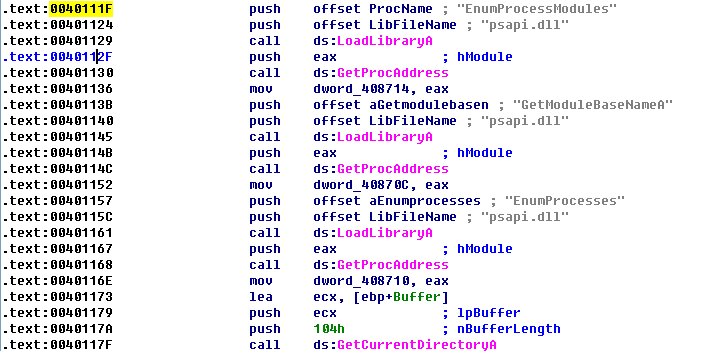 .text:0040111F push offset ProcName ; "EnumProcessModules"
.text:00401124 push offset LibFileName ; "psapi.dll"
.text:00401129 call ds:LoadLibraryA
.text:0040112F push eax ; hModule
.text:00401130 call ds:GetProcAddress
.text:00401136 mov dword_408714, eax
.text:0040113B push offset aGetmodulebasen ; "GetModuleBaseNameA"
.text:00401140 push offset LibFileName ; "psapi.dll"
.text:00401145 call ds:LoadLibraryA
.text:0040114B push eax ; hModule
.text:0040114C call ds:GetProcAddress
.text:00401152 mov dword_40870C, eax
.text:00401157 push offset aEnumprocesses ; "EnumProcesses"
.text:0040115C push offset LibFileName ; "psapi.dll"
.text:00401161 call ds:LoadLibraryA
.text:00401167 push eax ; hModule
.text:00401168 call ds:GetProcAddress
.text:0040116E mov dword_408710, eax
.text:00401173 lea ecx, [ebp+Buffer]
.text:00401179 push ecx ; lpBuffer
.text:0040117A push 104h ; nBufferLength
.text:0040117F call ds:GetCurrentDirectoryA